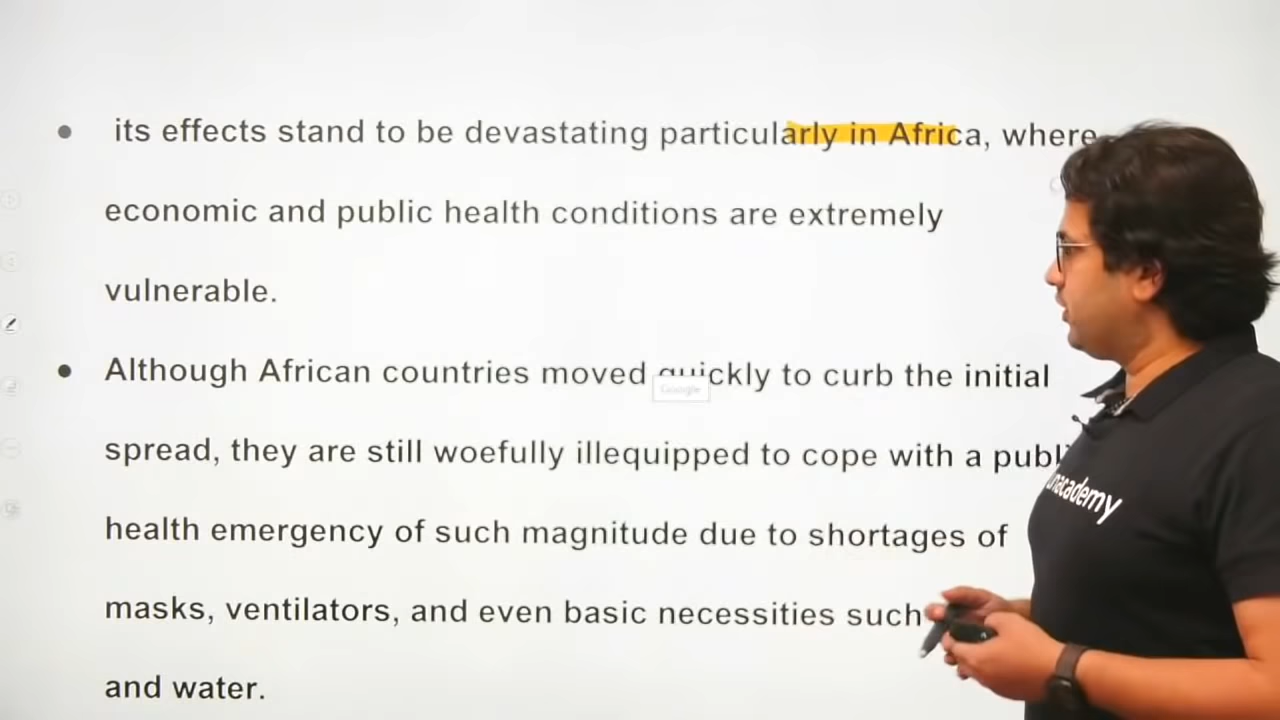 its effects stand to be devastating particularly in Africa, where
economic and public health conditions are extremely
vulnerable.
Although African countries moved quickly to curb the initial
spread, they are still woefully illequipped to cope with a publ
health emergency of such magnitude due to shortages of
masks, ventilators, and even basic necessities such
and water.
Google
unacademy